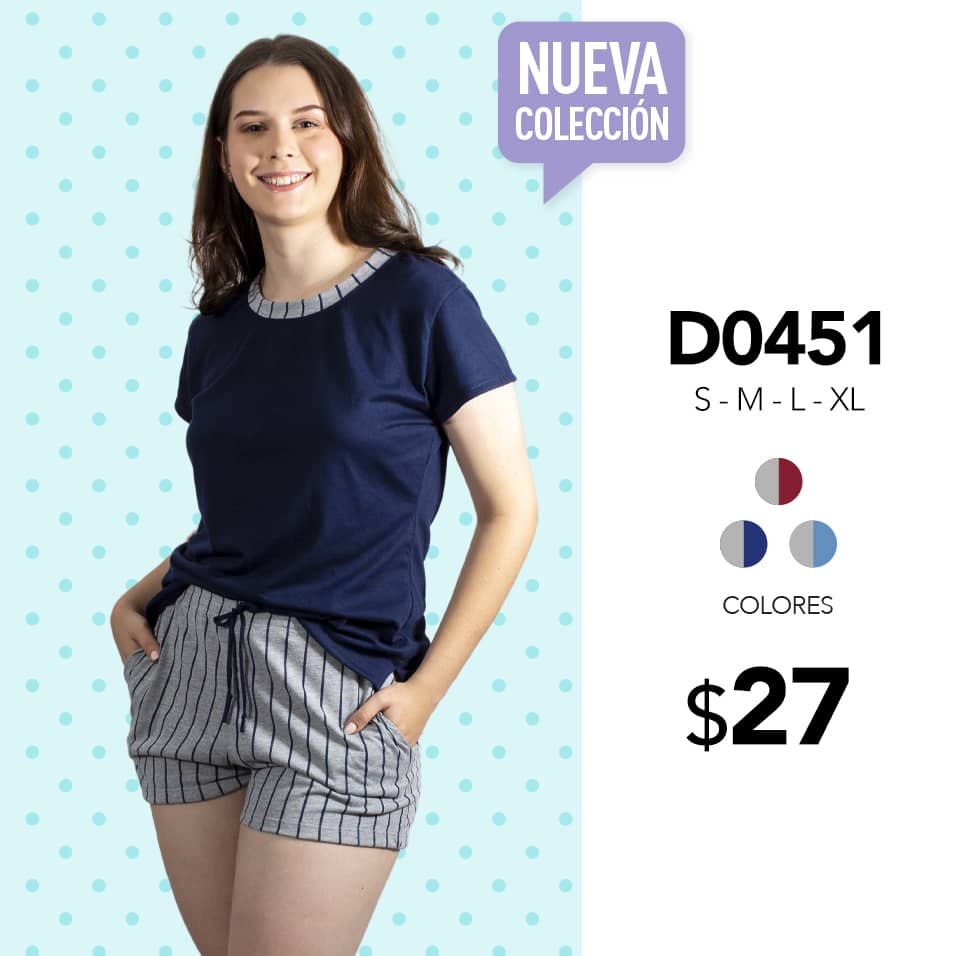 NUEVA
COLECCIÓN
D0451
S - M - L - XL
COLORES
$27